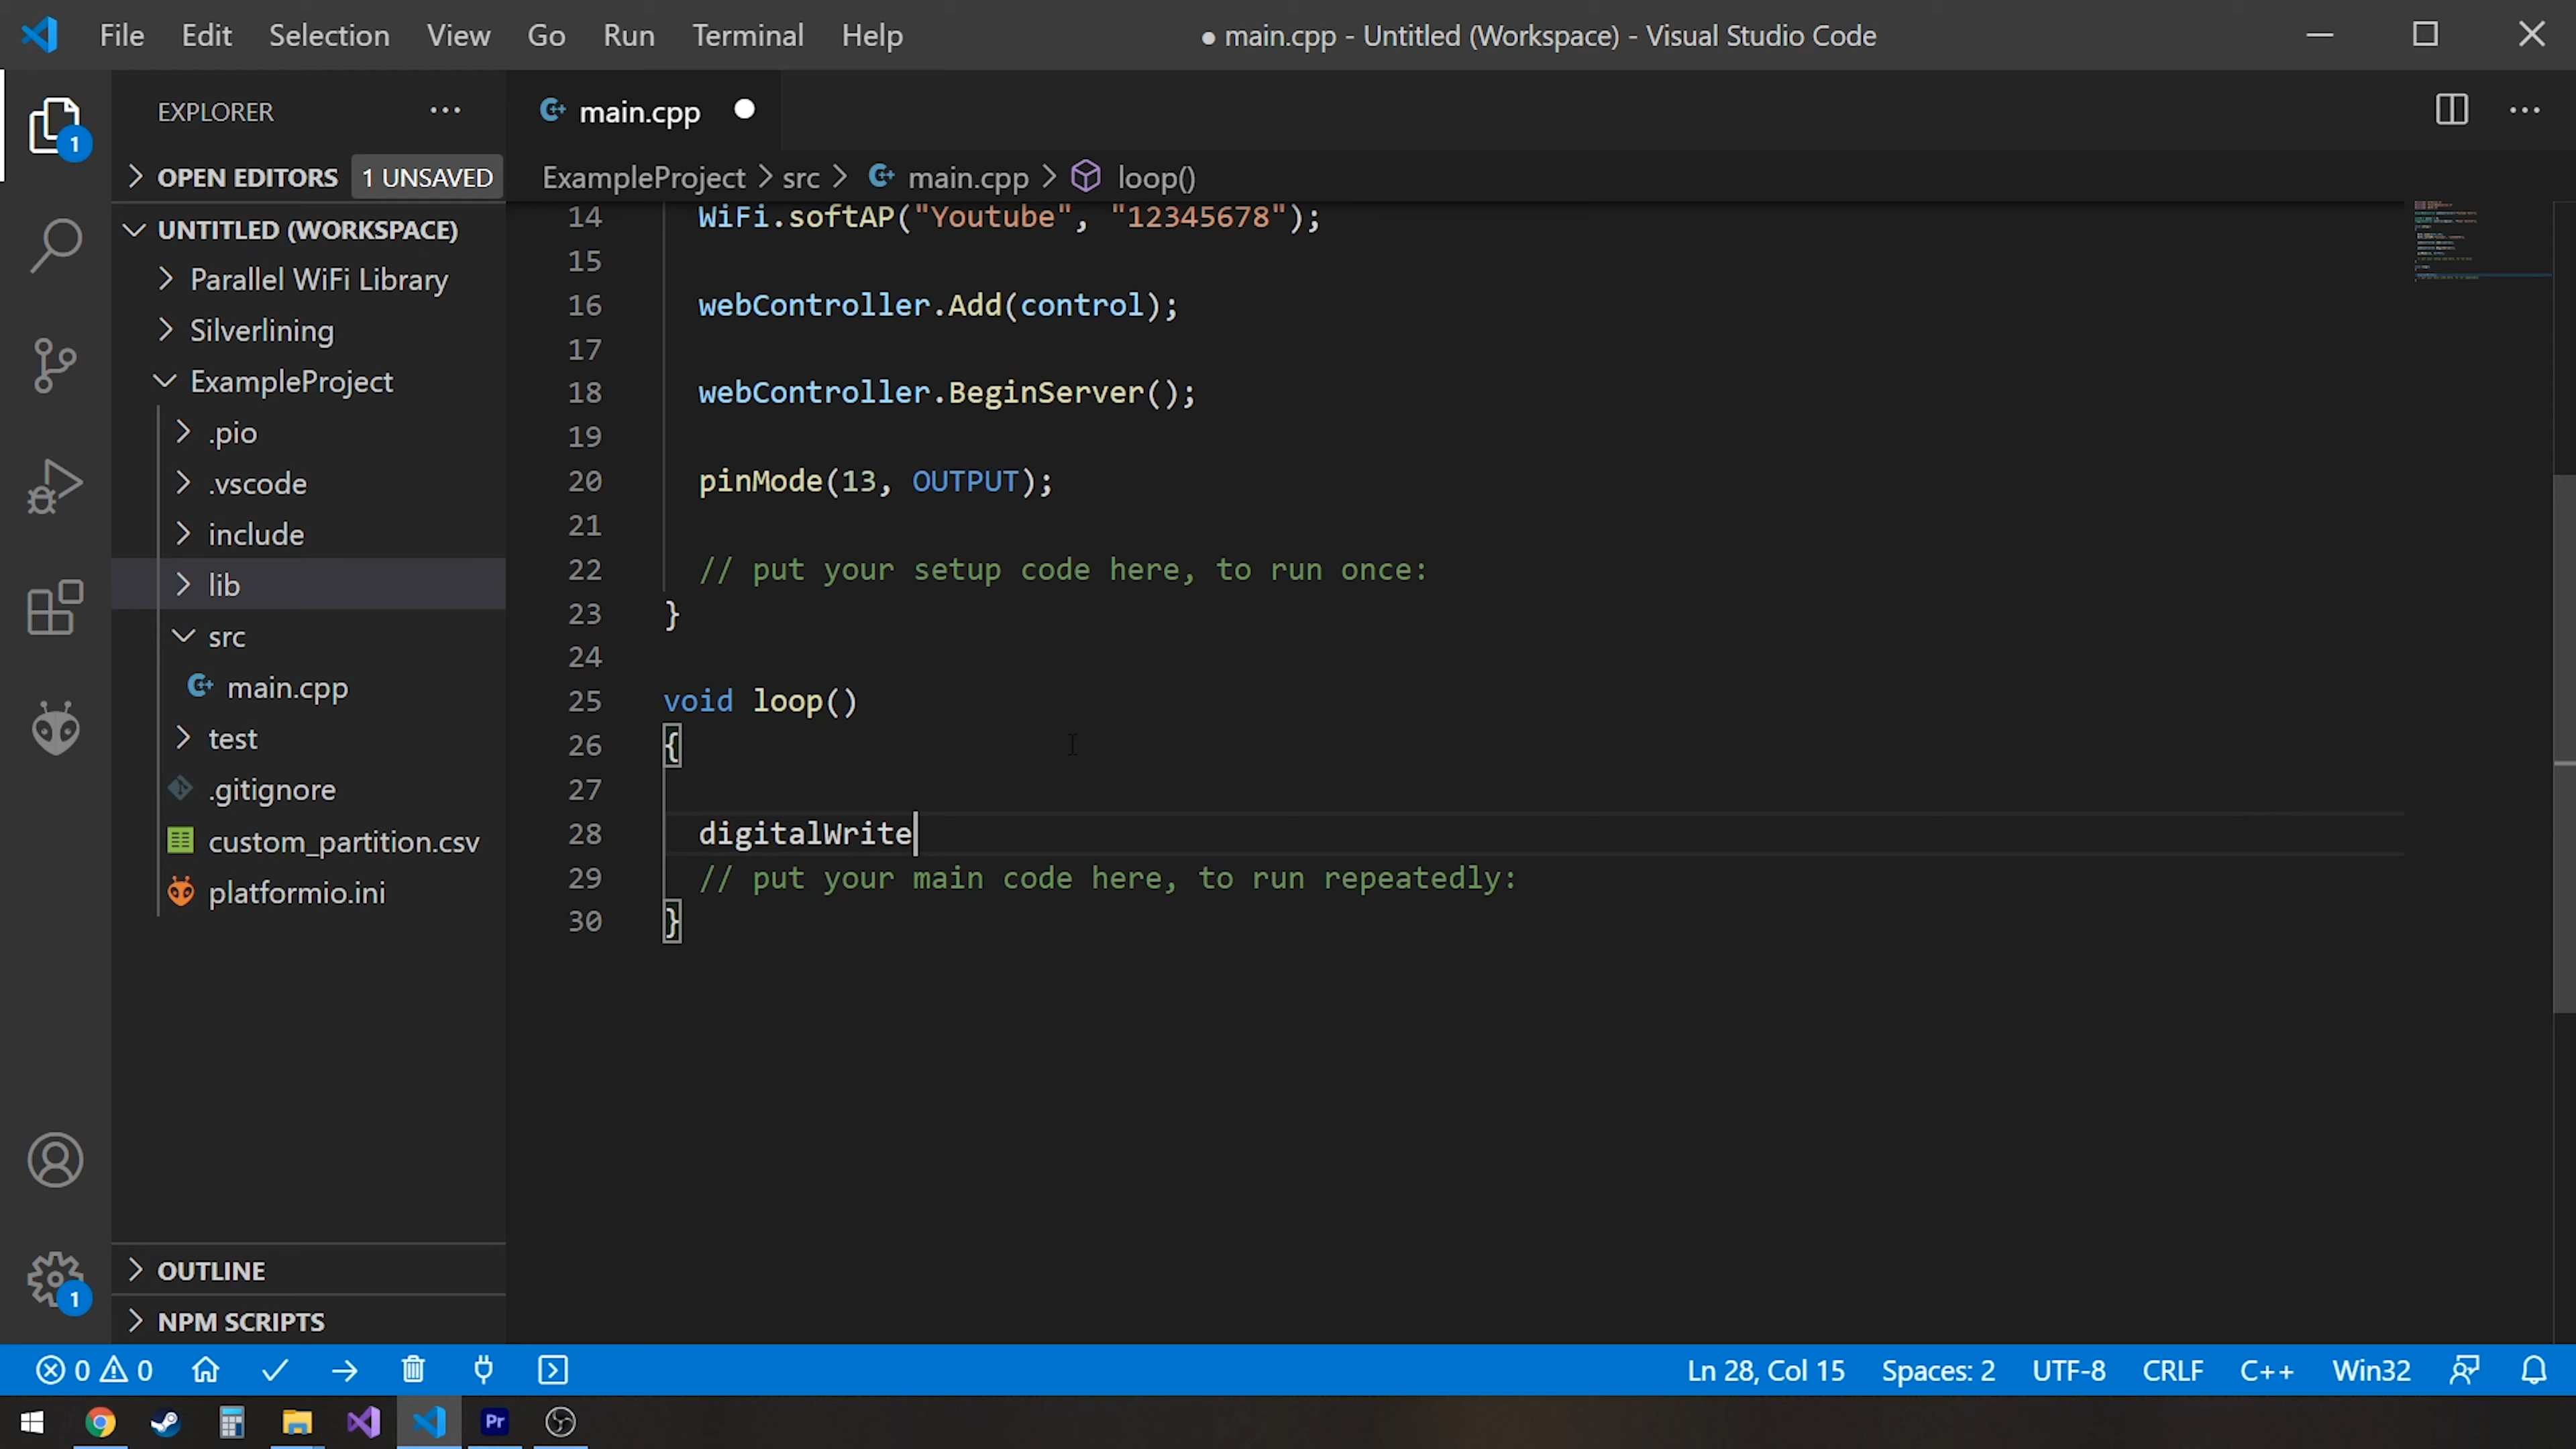 File Edit Selection View Go Run Terminal Help ● main.cpp - Untitled (Workspace) - Visual Studio Code
EXPLORER
OPEN EDITORS 1 UNSAVED
UNTITLED (WORKSPACE)
Parallel WiFi Library
Silverlining
ExampleProject
.pio
.vscode
include
lib
src
main.cpp
test
.gitignore
custom_partition.csv
platformio.ini
OUTLINE
NPM SCRIPTS
1
1
main.cpp
ExampleProject > src > main.cpp > loop()
14 WiFi.softAP("Youtube", "12345678");
15
16 webController.Add(control);
17
18 webController.BeginServer();
19
20 pinMode(13, OUTPUT);
21
22 // put your setup code here, to run once:
23 }
24
25 void loop()
26 {
27
28 digitalWrite
29 // put your main code here, to run repeatedly:
30 }
0 0 Ln 28, Col 15 Spaces: 2 UTF-8 CRLF C++ Win32
Pr